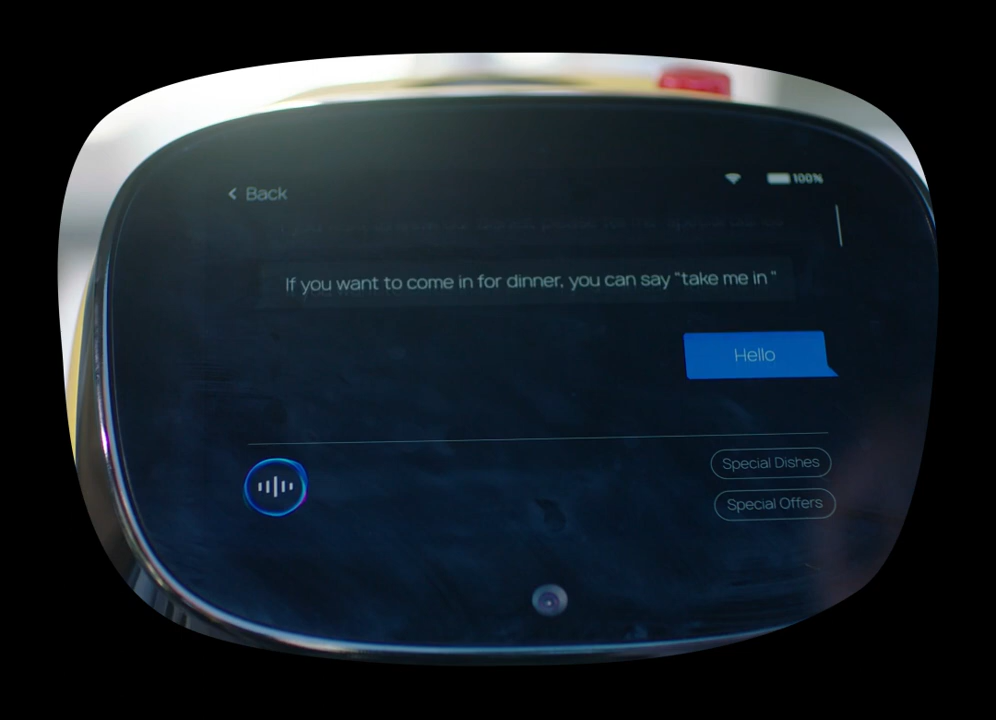 Back
100%
If you want to come in for dinner, you can say "take me in "
Hello
Special Dishes
Special Offers